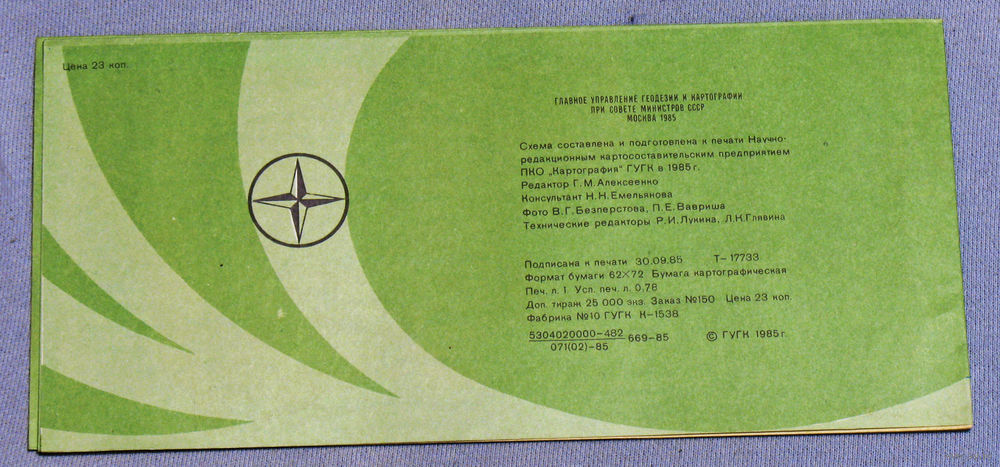 Цена 23 коп.
ГЛАВНОЕ УПРАВЛЕНИЕ ГЕОДЕЗИИ И КАРТОГРАФИИ
ПРИ СОВЕТЕ МИНИСТРОВ СССР
МОСКВА 1985
Схема составлена и подготовлена к печати Научно-
редакционным картосоставительским предприятием
ПКО „Картография" ГУГК в 1985 г.
Редактор Г.М.Алексеенко
Консультант Н.Н.Емельянова
Фото В.Г.Безперстова, П.Е.Вавриша
Технические редакторы Р.И.Лукина, Л.Н.Глявина
Подписана к печати 30.09.85 Т-17733
Формат бумаги 62×72 Бумага картографическая
Печ. л. 1 Усл. печ. л. 0,78
Доп. тираж 25 000 экз. Заказ №150 Цена 23 коп.
Фабрика №10 ГУГК К-1538
5304020000-482
071(02)-85
669-85 © ГУГК 1985 г.